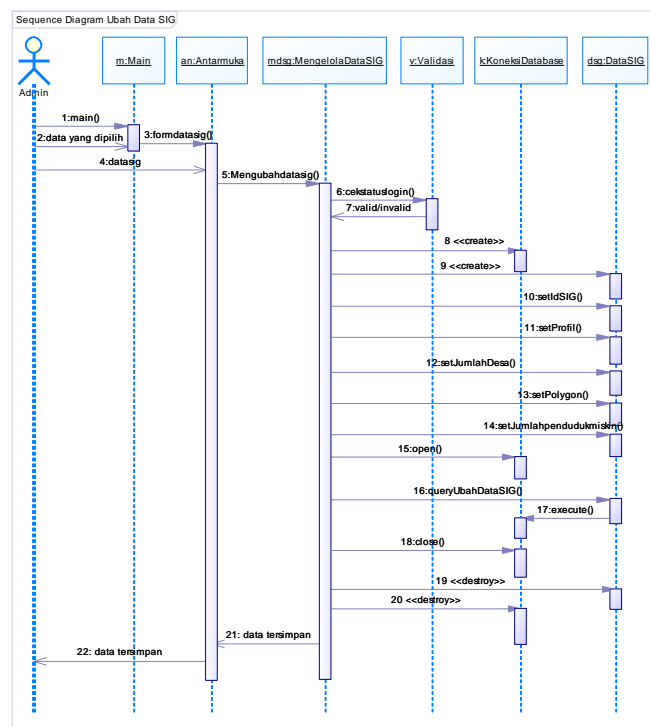 Sequence Diagram Ubah Data SIG
Admin
m:Main
an:Antarmuka
mdsg:MengelolaDataSIG
v:Validasi
k:KoneksiDatabase
dsg:DataSIG
1:main()
2:data yang dipilih
3:formdatasig()
4:datasig
5:Mengubahdatasig()
6:cekstatuslogin()
7:valid/invalid
8 <<create>>
9 <<create>>
10:setIdSIG()
11:setProfil()
12:setJumlahDesa()
13:setPolygon()
14:setJumlahpendudukmiskin()
15:open()
16:queryUbahDataSIG()
17:execute()
18:close()
19 <<destroy>>
20 <<destroy>>
21: data tersimpan
22: data tersimpan